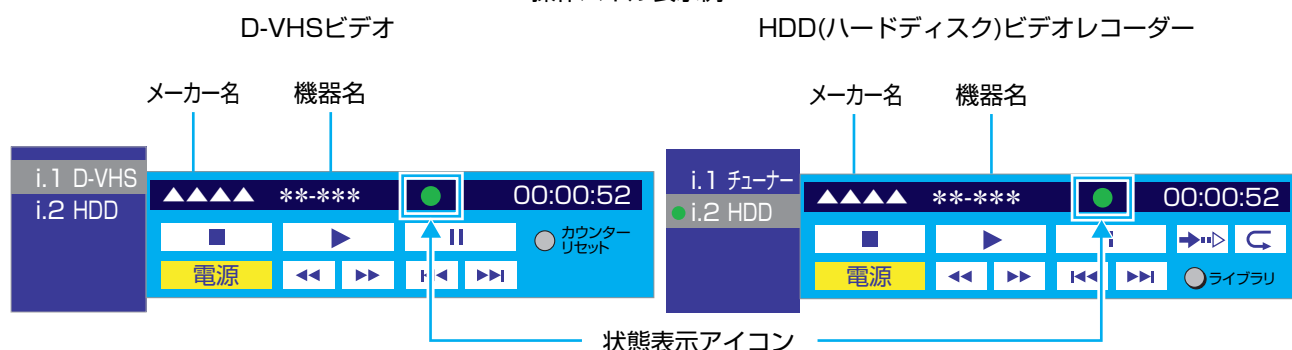 D-VHSビデオ
HDD(ハードディスク)ビデオレコーダー
メーカー名 機器名
メーカー名 機器名
i.1 D-VHS
i.2 HDD
▲▲▲▲ **-*** ● 00:00:52
カウンター
リセット
電源
i.1 チューナー
● i.2 HDD
▲▲▲▲ **-*** ● 00:00:52
電源
ライブラリ
状態表示アイコン